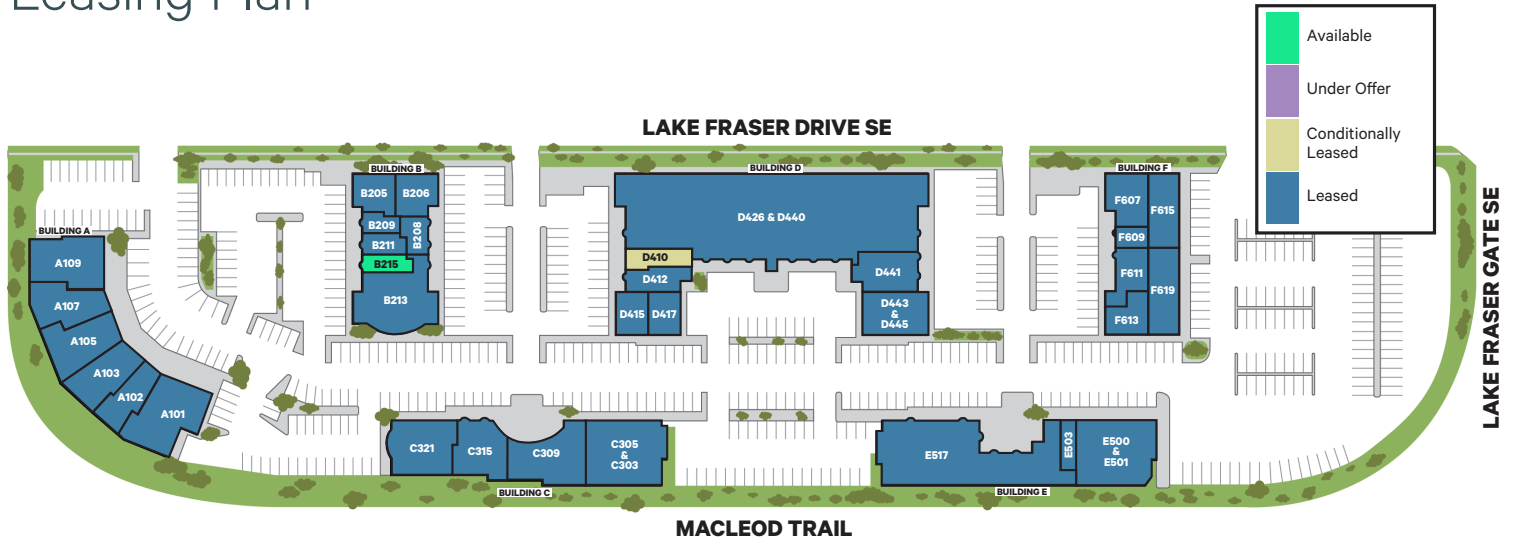 Leasing Plan
Available
Under Offer
Conditionally
Leased
Leased
LAKE FRASER DRIVE SE
LAKE FRASER GATE SE
MACLEOD TRAIL
BUILDING A
A109
A107
A105
A103
A102
A101
BUILDING B
B205
B206
B209
B208
B211
B215
B213
BUILDING D
D426 & D440
D410
D412
D415
D417
D441
D443
&
D445
BUILDING F
F607
F615
F609
F611
F619
F613
C321
C315
C309
C305
&
C303
BUILDING C
E517
E503
E500
&
E501
BUILDING E